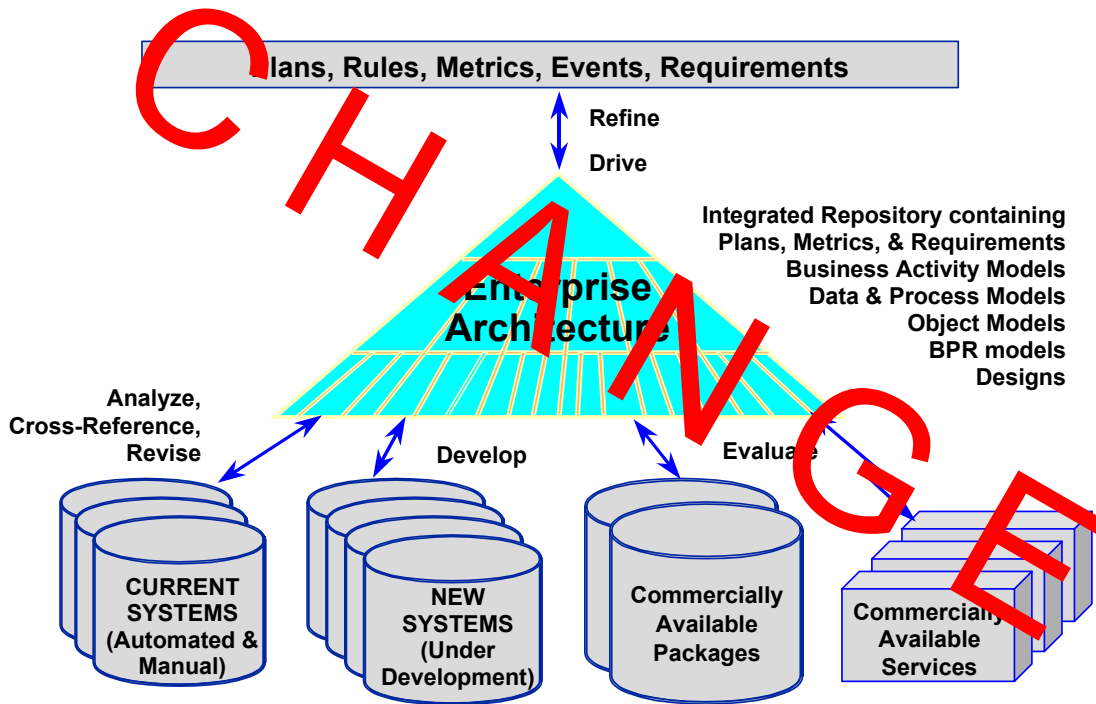 Plans, Rules, Metrics, Events, Requirements
Refine
Drive
CHANGE
Integrated Repository containing
Plans, Metrics, & Requirements
Business Activity Models
Data & Process Models
Object Models
BPR models
Designs
Enterprise
Architecture
Analyze,
Cross-Reference,
Revise
Develop
Evaluate
CURRENT
SYSTEMS
(Automated &
Manual)
NEW
SYSTEMS
(Under
Development)
Commercially
Available
Packages
Commercially
Available
Services